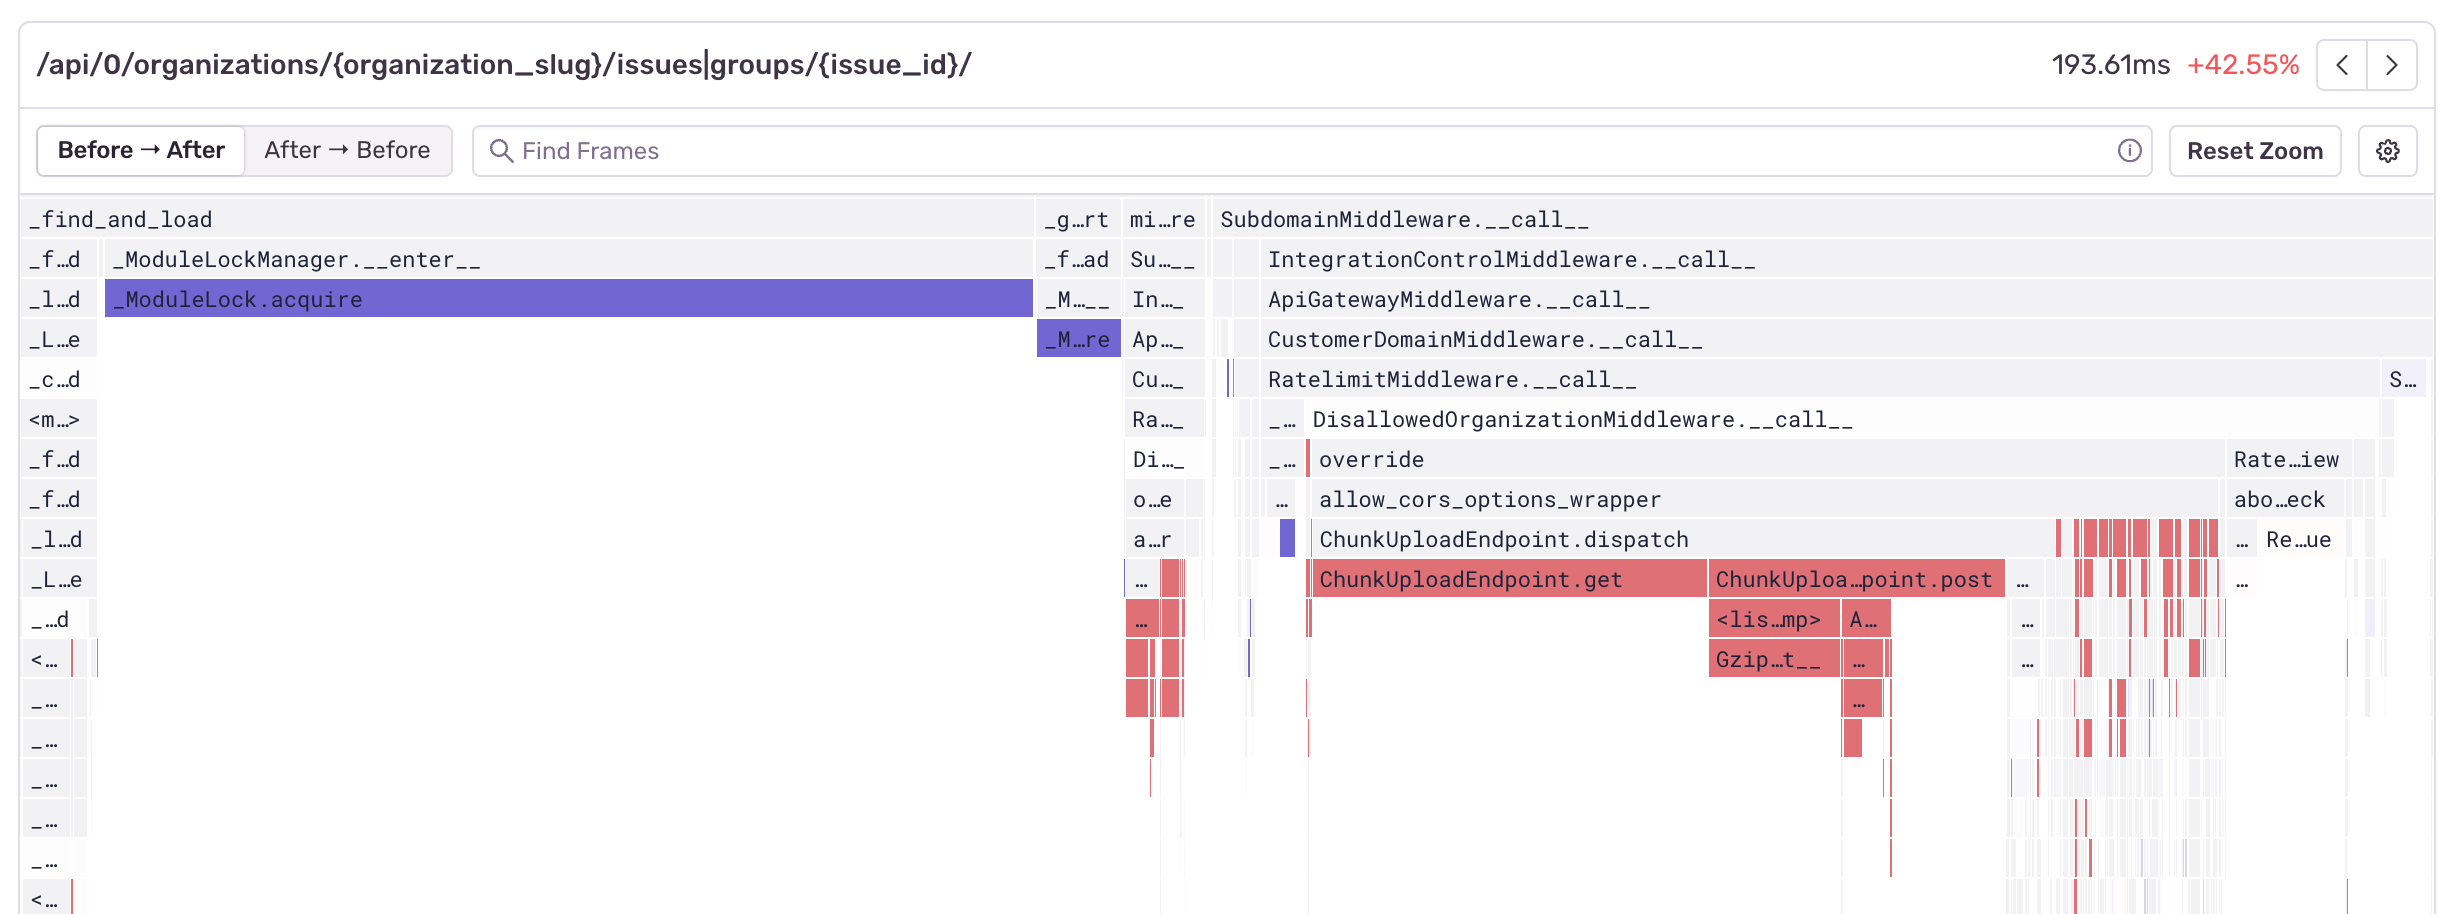 /api/0/organizations/{organization_slug}/issues|groups/{issue_id}/ 193.61ms +42.55%
Before → After After → Before Find Frames Reset Zoom
_find_and_load _g…rt mi…re SubdomainMiddleware.__call__
_f…d _ModuleLockManager.__enter__ _f…ad Su…__ IntegrationControlMiddleware.__call__
_l…d _ModuleLock.acquire _M…__ In…_ ApiGatewayMiddleware.__call__
_L…e _M…re Ap…_ CustomerDomainMiddleware.__call__
_c…d Cu…_ RatelimitMiddleware.__call__ S…
<m…> Ra…_ _… DisallowedOrganizationMiddleware.__call__
_f…d Di…_ _… override Rate…iew
_f…d o…e … allow_cors_options_wrapper abo…eck
_l…d a…r ChunkUploadEndpoint.dispatch … Re…ue
_L…e … ChunkUploadEndpoint.get ChunkUploa…point.post … …
_…d … <lis…mp> A… …
<… Gzip…t__ … …
_… …
_…
_…
_…
_…
<…